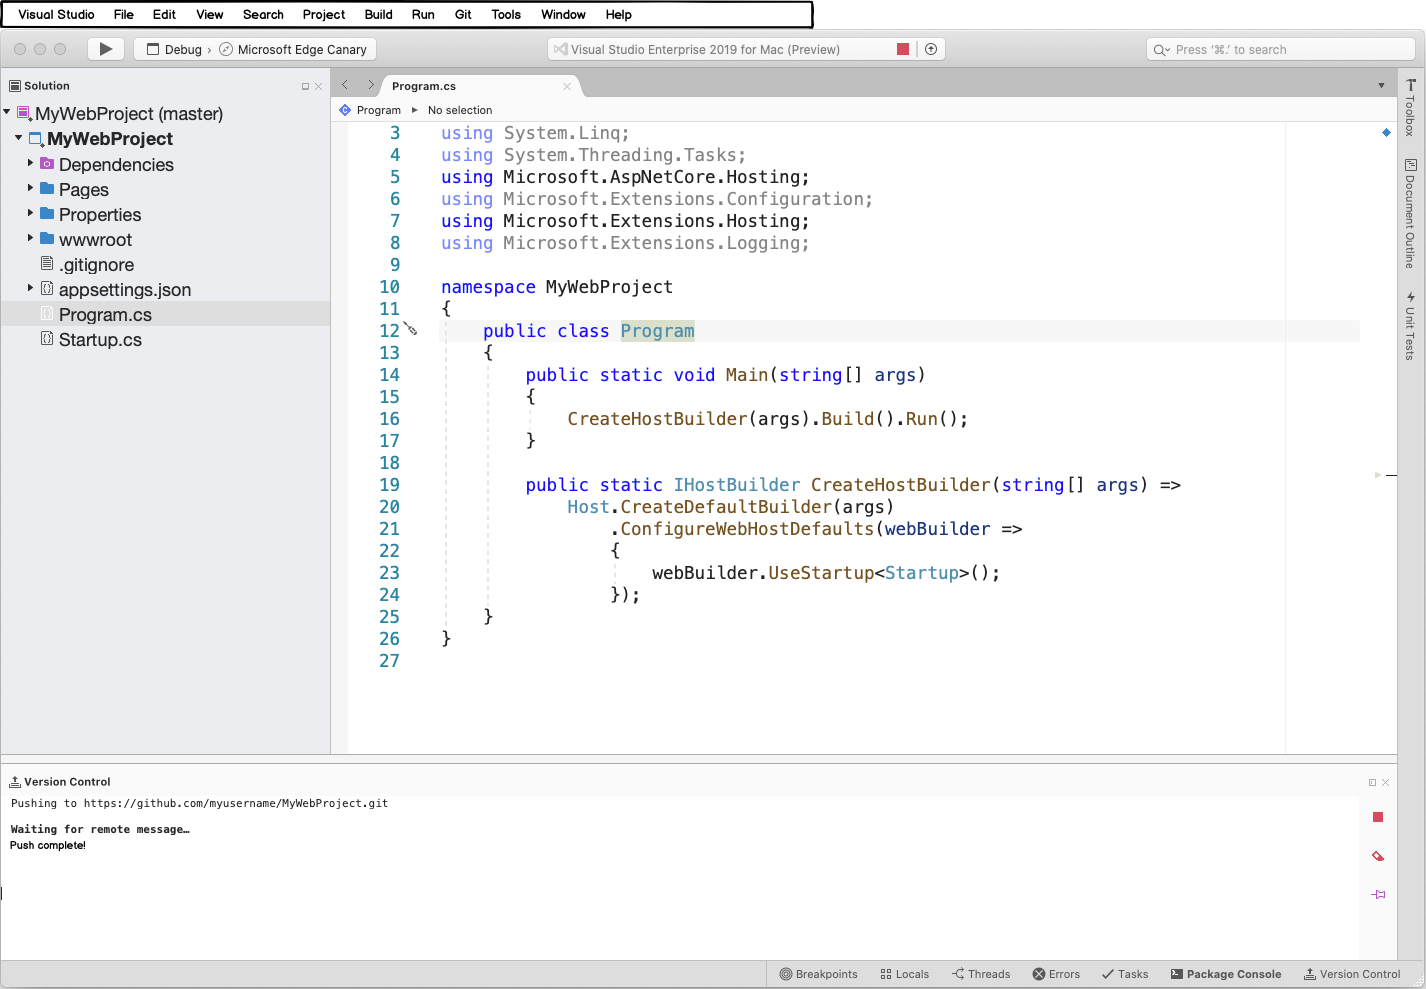 Visual Studio File Edit View Search Project Build Run Git Tools Window Help
Debug › Microsoft Edge Canary
Visual Studio Enterprise 2019 for Mac (Preview)
Press '⌘.' to search
Solution
MyWebProject (master)
MyWebProject
Dependencies
Pages
Properties
wwwroot
.gitignore
appsettings.json
Program.cs
Startup.cs
Program.cs
Program ▸ No selection
3 using System.Linq;
4 using System.Threading.Tasks;
5 using Microsoft.AspNetCore.Hosting;
6 using Microsoft.Extensions.Configuration;
7 using Microsoft.Extensions.Hosting;
8 using Microsoft.Extensions.Logging;
9
10 namespace MyWebProject
11 {
12 public class Program
13 {
14 public static void Main(string[] args)
15 {
16 CreateHostBuilder(args).Build().Run();
17 }
18
19 public static IHostBuilder CreateHostBuilder(string[] args) =>
20 Host.CreateDefaultBuilder(args)
21 .ConfigureWebHostDefaults(webBuilder =>
22 {
23 webBuilder.UseStartup<Startup>();
24 });
25 }
26 }
27
Toolbox
Document Outline
Unit Tests
Version Control
Pushing to https://github.com/myusername/MyWebProject.git
Waiting for remote message…
Push complete!
Breakpoints Locals Threads Errors Tasks Package Console Version Control